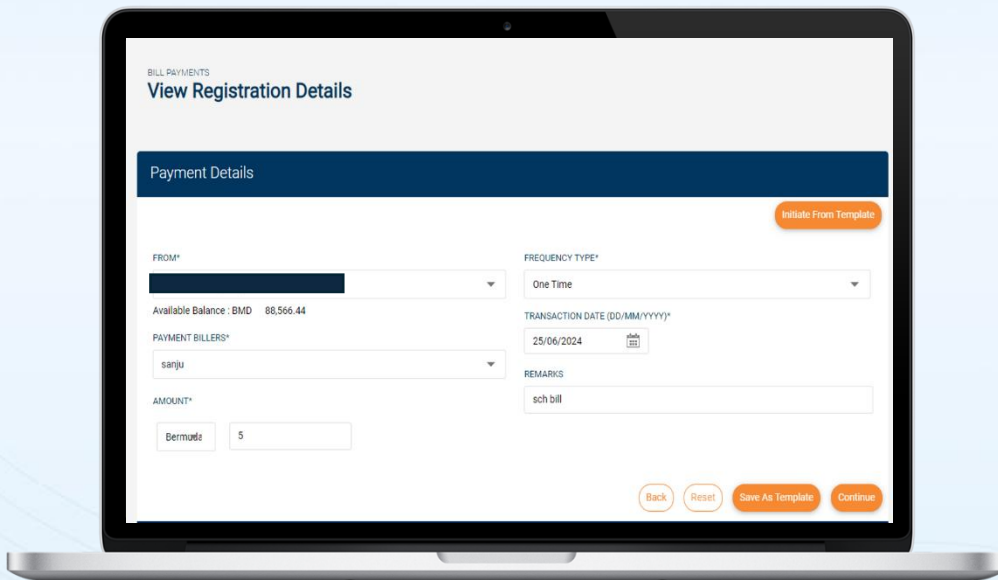 BILL PAYMENTS
View Registration Details
Payment Details
Initiate From Template
FROM*
Available Balance : BMD 88,566.44
PAYMENT BILLERS*
sanju
AMOUNT*
Bermuda 5
FREQUENCY TYPE*
One Time
TRANSACTION DATE (DD/MM/YYYY)*
25/06/2024
REMARKS
sch bill
Back Reset Save As Template Continue